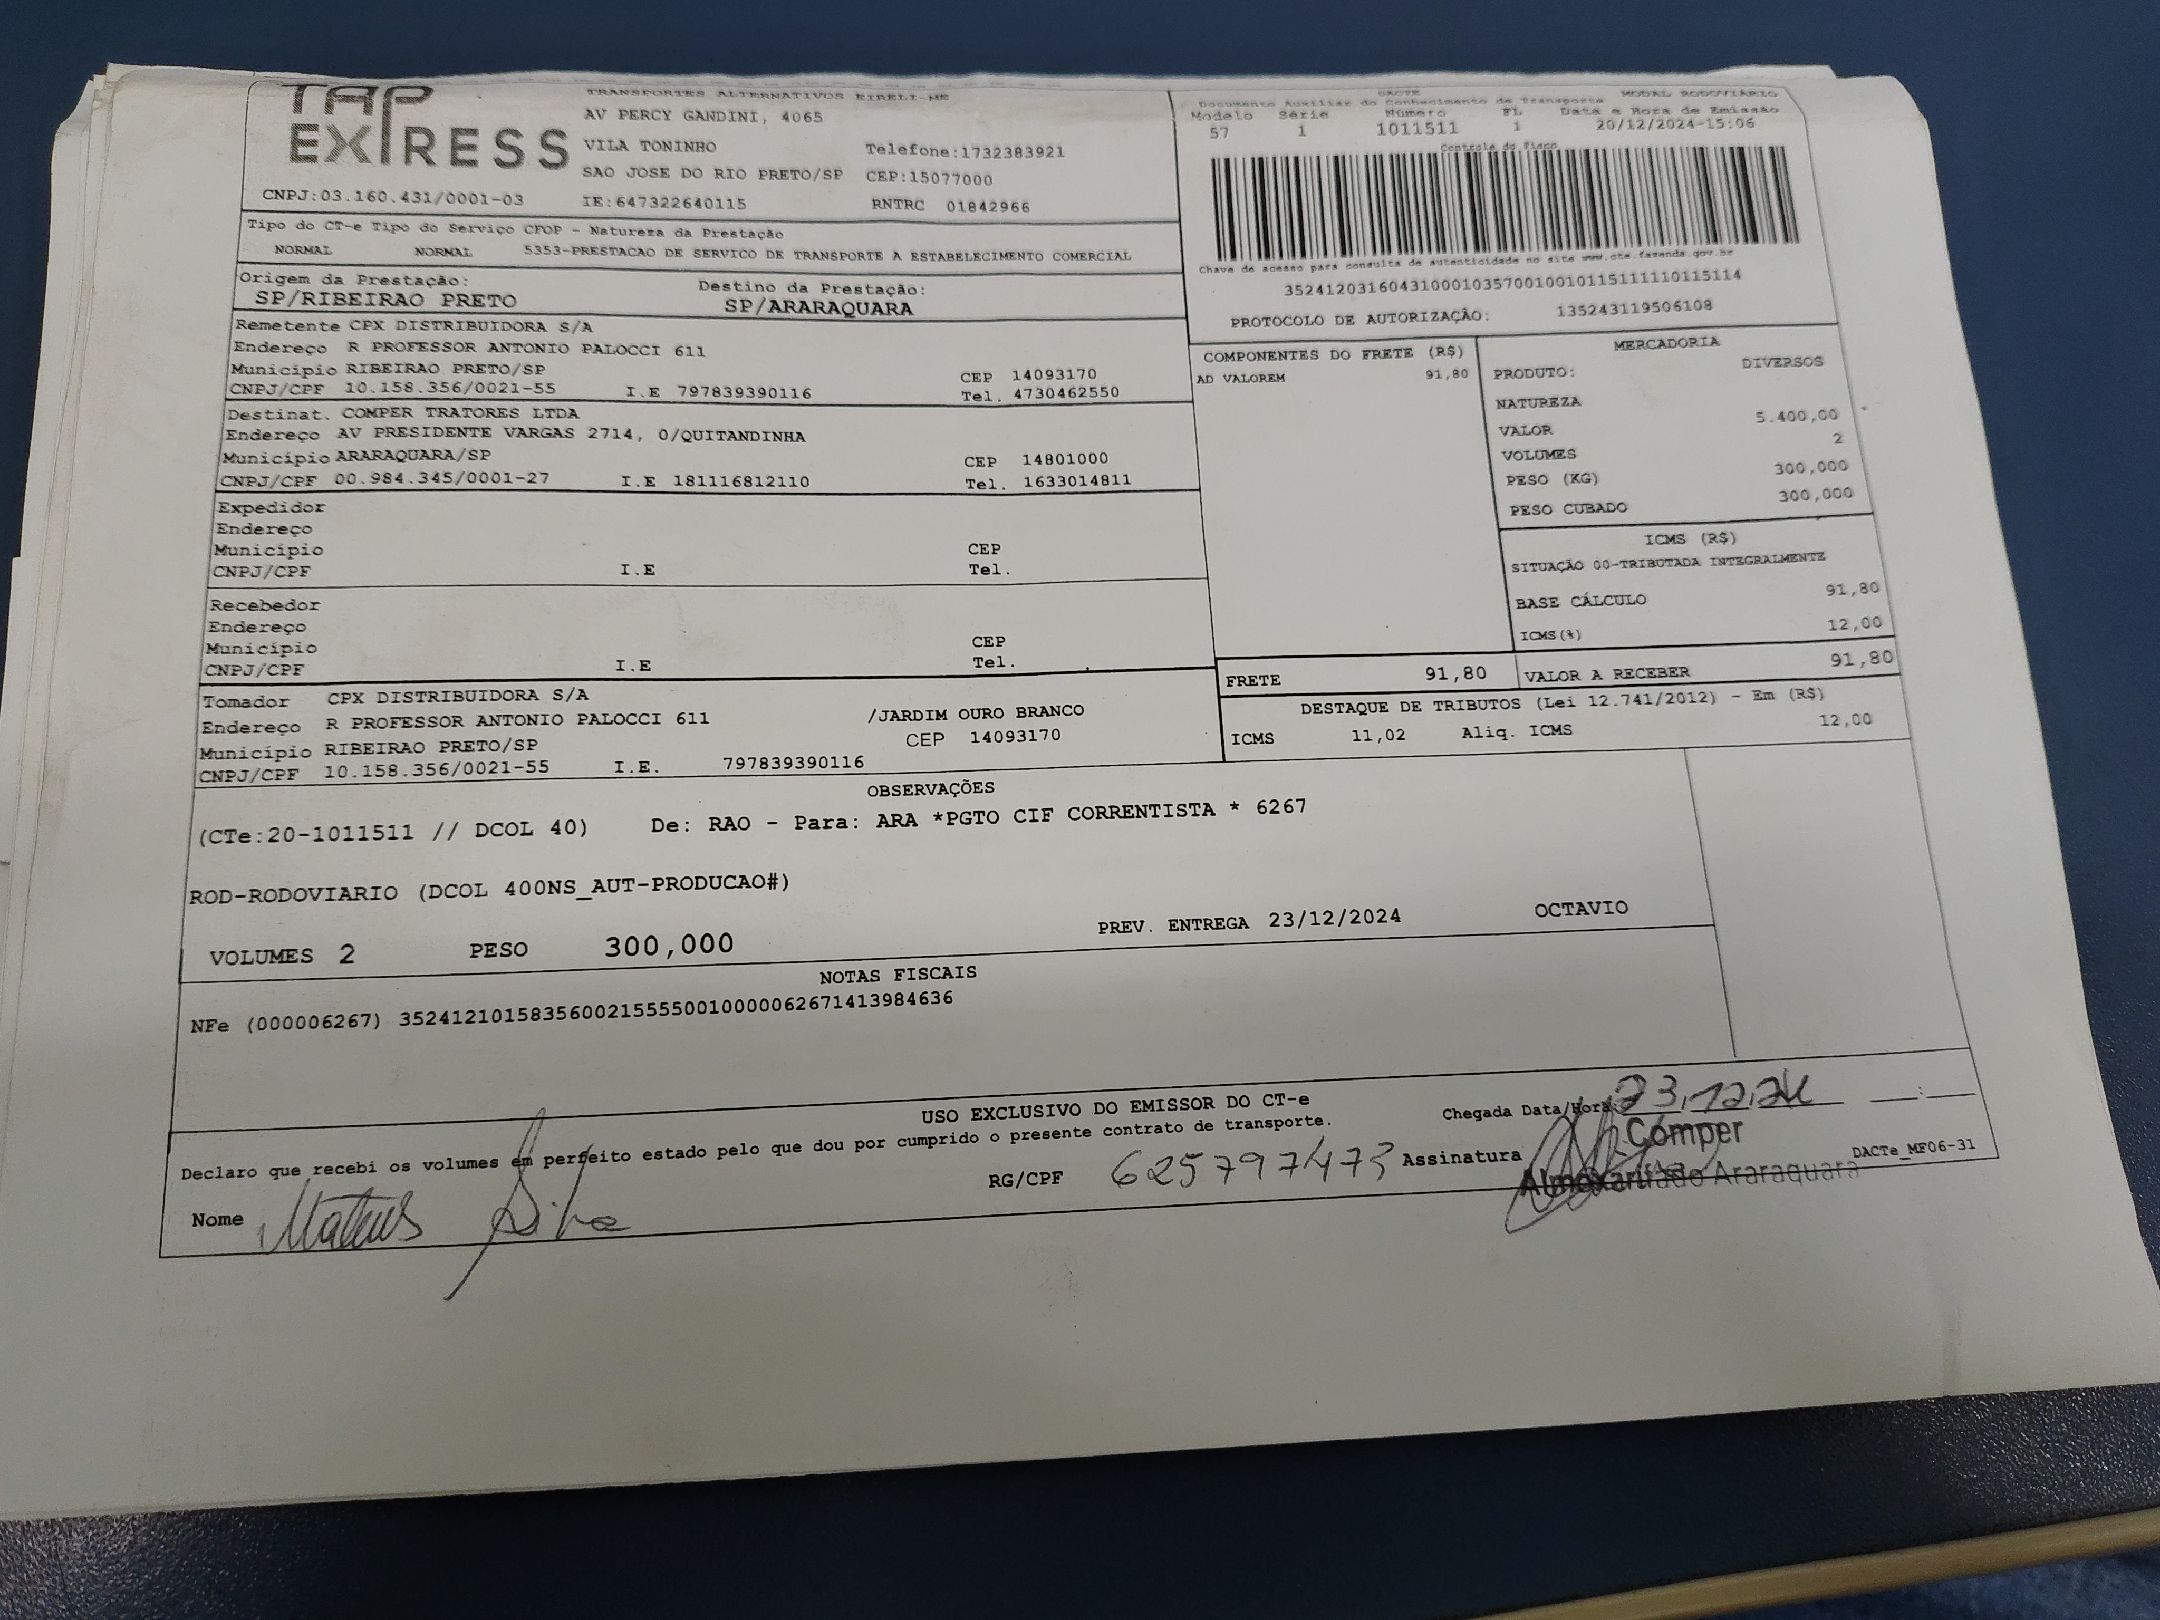 TAP
EXPRESS
TRANSPORTES ALTERNATIVOS EIRELI-ME
AV PERCY GANDINI, 4065
VILA TONINHO Telefone:1732383921
SAO JOSE DO RIO PRETO/SP CEP:15077000
CNPJ:03.160.431/0001-03 IE:647322640115 RNTRC 01842966
DACTE MODAL RODOVIÁRIO
Documento Auxiliar do Conhecimento de Transporte
Modelo Série Número FL Data e Hora de Emissão
57 1 1011511 1 20/12/2024-15:06
Controle do Fisco
Chave de acesso para consulta de autenticidade no site www.cte.fazenda.gov.br
35241203160431000103570010010115111110115114
PROTOCOLO DE AUTORIZAÇÃO: 135243119506108
Tipo do CT-e Tipo do Serviço CFOP - Natureza da Prestação
NORMAL NORMAL 5353-PRESTACAO DE SERVICO DE TRANSPORTE A ESTABELECIMENTO COMERCIAL
Origem da Prestação: Destino da Prestação:
SP/RIBEIRAO PRETO SP/ARARAQUARA
Remetente CPX DISTRIBUIDORA S/A
Endereço R PROFESSOR ANTONIO PALOCCI 611
Município RIBEIRAO PRETO/SP CEP 14093170
CNPJ/CPF 10.158.356/0021-55 I.E 797839390116 Tel. 4730462550
Destinat. COMPER TRATORES LTDA
Endereço AV PRESIDENTE VARGAS 2714, 0/QUITANDINHA
Município ARARAQUARA/SP CEP 14801000
CNPJ/CPF 00.984.345/0001-27 I.E 181116812110 Tel. 1633014811
Expedidor
Endereço
Município CEP
CNPJ/CPF I.E Tel.
Recebedor
Endereço
Município CEP
CNPJ/CPF I.E Tel.
Tomador CPX DISTRIBUIDORA S/A
Endereço R PROFESSOR ANTONIO PALOCCI 611 /JARDIM OURO BRANCO
Município RIBEIRAO PRETO/SP CEP 14093170
CNPJ/CPF 10.158.356/0021-55 I.E. 797839390116
COMPONENTES DO FRETE (R$)
AD VALOREM 91,80
MERCADORIA
PRODUTO: DIVERSOS
NATUREZA
VALOR 5.400,00
VOLUMES 2
PESO (KG) 300,000
PESO CUBADO 300,000
ICMS (R$)
SITUAÇÃO 00-TRIBUTADA INTEGRALMENTE
BASE CÁLCULO 91,80
ICMS(%) 12,00
FRETE 91,80 VALOR A RECEBER 91,80
DESTAQUE DE TRIBUTOS (Lei 12.741/2012) - Em (R$)
ICMS 11,02 Aliq. ICMS 12,00
OBSERVAÇÕES
(CTe:20-1011511 // DCOL 40) De: RAO - Para: ARA *PGTO CIF CORRENTISTA * 6267
ROD-RODOVIARIO (DCOL 400NS_AUT-PRODUCAO#)
VOLUMES 2 PESO 300,000 PREV. ENTREGA 23/12/2024 OCTAVIO
NOTAS FISCAIS
NFe (000006267) 35241210158356002155550010000062671413984636
USO EXCLUSIVO DO EMISSOR DO CT-e
Declaro que recebi os volumes em perfeito estado pelo que dou por cumprido o presente contrato de transporte.
Chegada Data/Hora: 23,12,24
Nome Mateus Silva RG/CPF 625797473 Assinatura
Comper
Almoxarifado Araraquara
DACTe_MF06-31